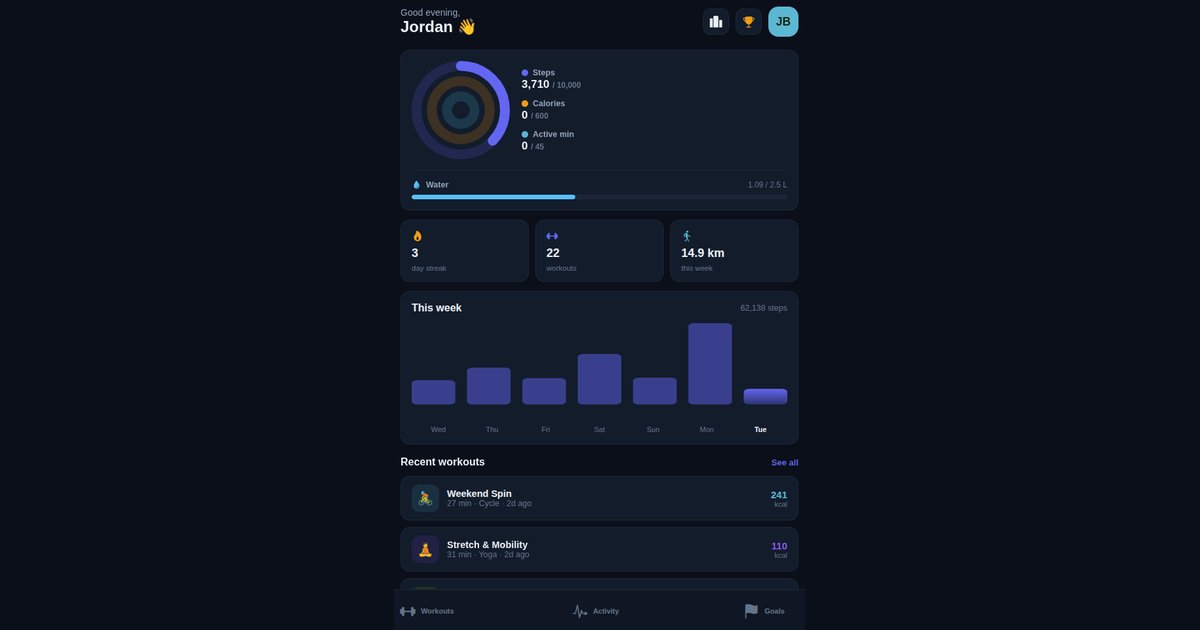 Good evening,
Jordan 👋
JB
Steps
3,710 / 10,000
Calories
0 / 600
Active min
0 / 45
Water
1.09 / 2.5 L
3
day streak
22
workouts
14.9 km
this week
This week
62,138 steps
Wed Thu Fri Sat Sun Mon Tue
Recent workouts
See all
Weekend Spin
27 min · Cycle · 2d ago
241
kcal
Stretch & Mobility
31 min · Yoga · 2d ago
110
kcal
Workouts
Activity
Goals